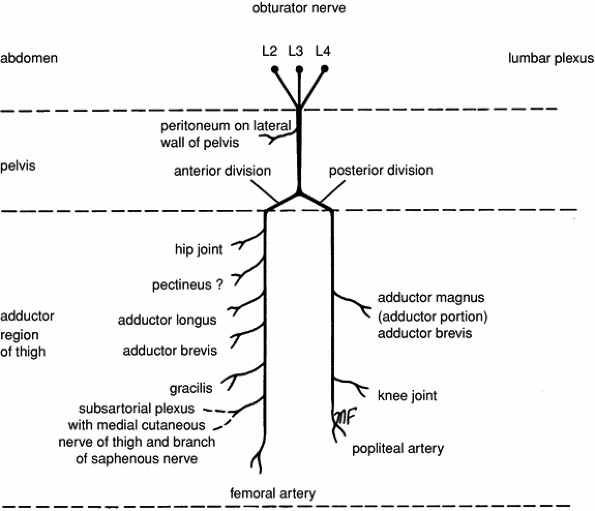 obturator nerve
L2 L3 L4
abdomen
lumbar plexus
peritoneum on lateral
wall of pelvis
pelvis
anterior division
posterior division
hip joint
pectineus ?
adductor longus
adductor brevis
gracilis
subsartorial plexus
with medial cutaneous
nerve of thigh and branch
of saphenous nerve
adductor
region
of thigh
adductor magnus
(adductor portion)
adductor brevis
knee joint
MF
popliteal artery
femoral artery